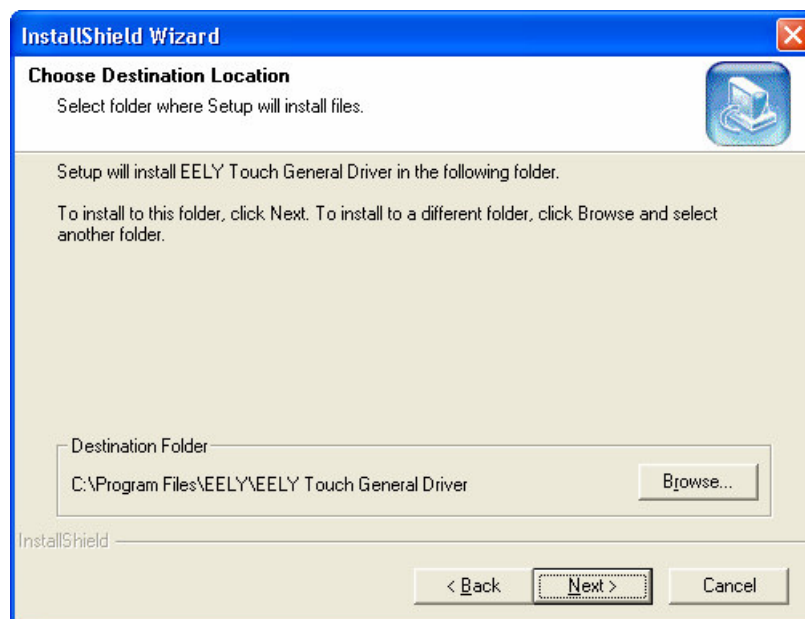 InstallShield Wizard
Choose Destination Location
Select folder where Setup will install files.
Setup will install EELY Touch General Driver in the following folder.
To install to this folder, click Next. To install to a different folder, click Browse and select
another folder.
Destination Folder
C:\Program Files\EELY\EELY Touch General Driver
Browse...
InstallShield
< Back
Next >
Cancel